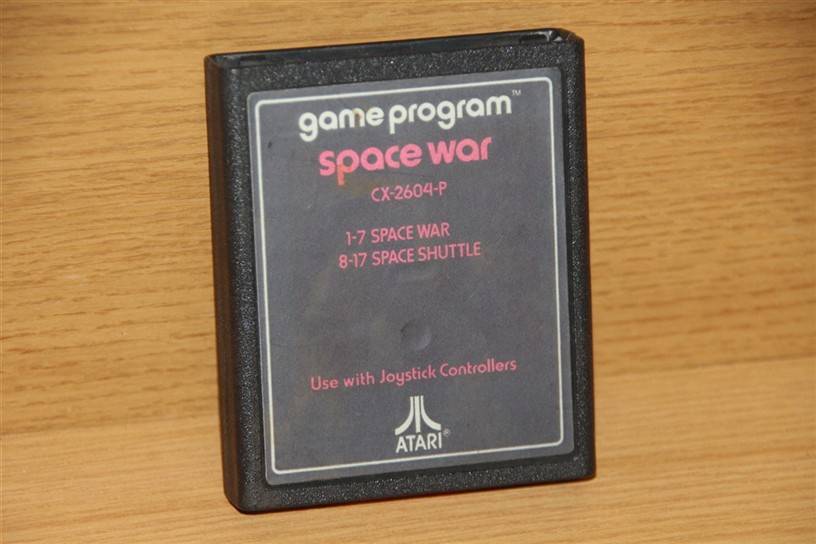 game program™
space war
CX-2604-P
1-7 SPACE WAR
8-17 SPACE SHUTTLE
Use with Joystick Controllers
ATARI®